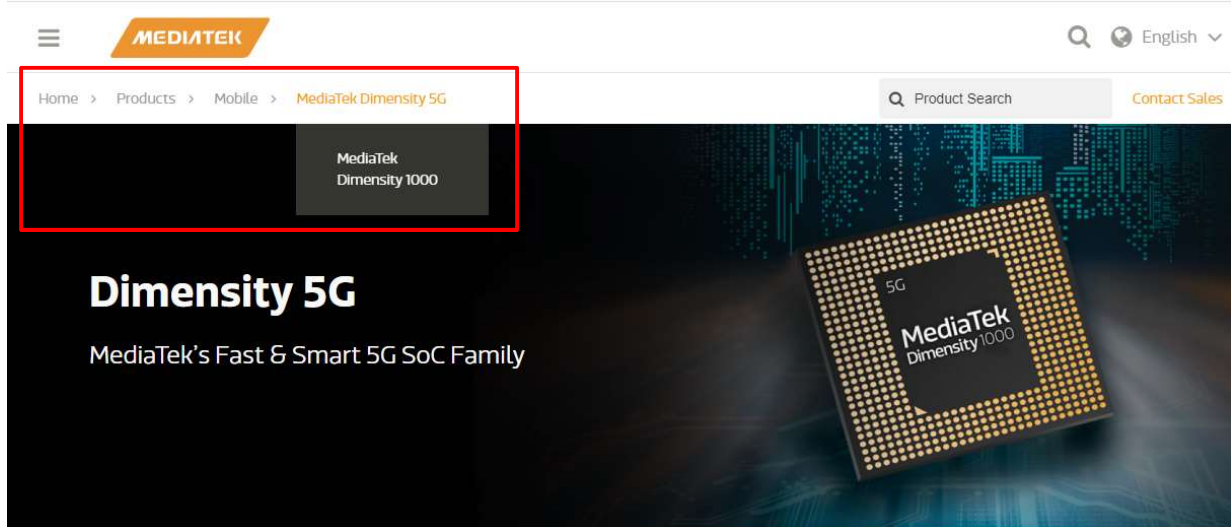 MEDIATEK
English
Home > Products > Mobile > MediaTek Dimensity 5G
Product Search
Contact Sales
MediaTek
Dimensity 1000
Dimensity 5G
MediaTek's Fast & Smart 5G SoC Family
5G
MediaTek
Dimensity 1000